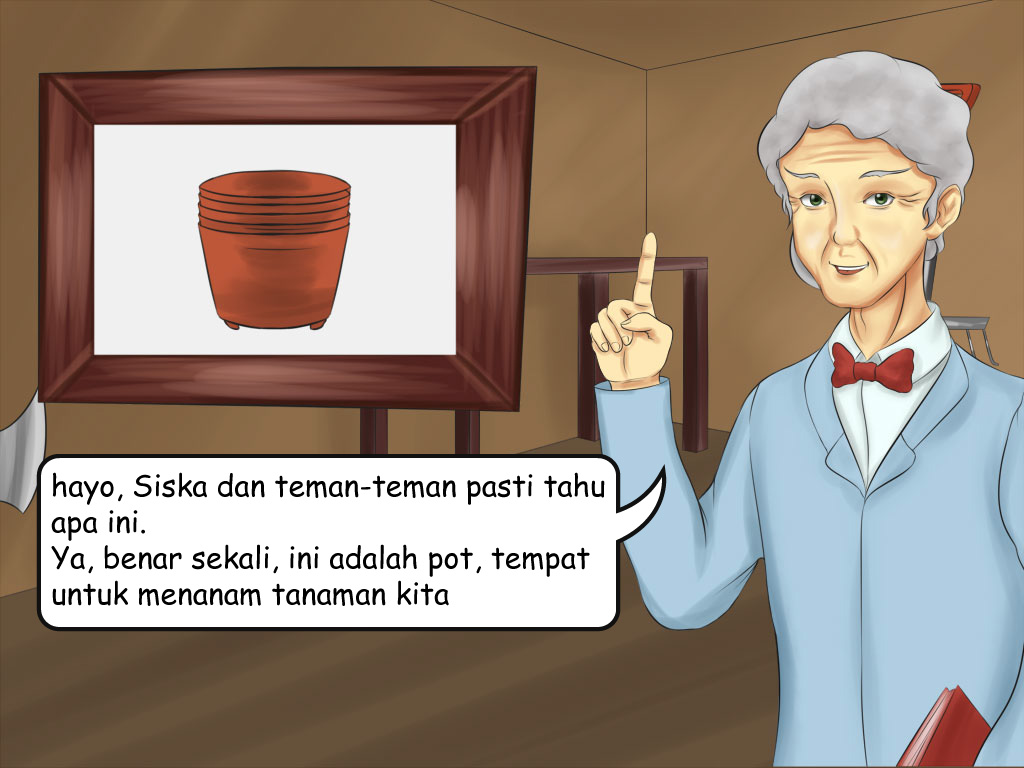 hayo, Siska dan teman-teman pasti tahu
apa ini.
Ya, benar sekali, ini adalah pot, tempat
untuk menanam tanaman kita